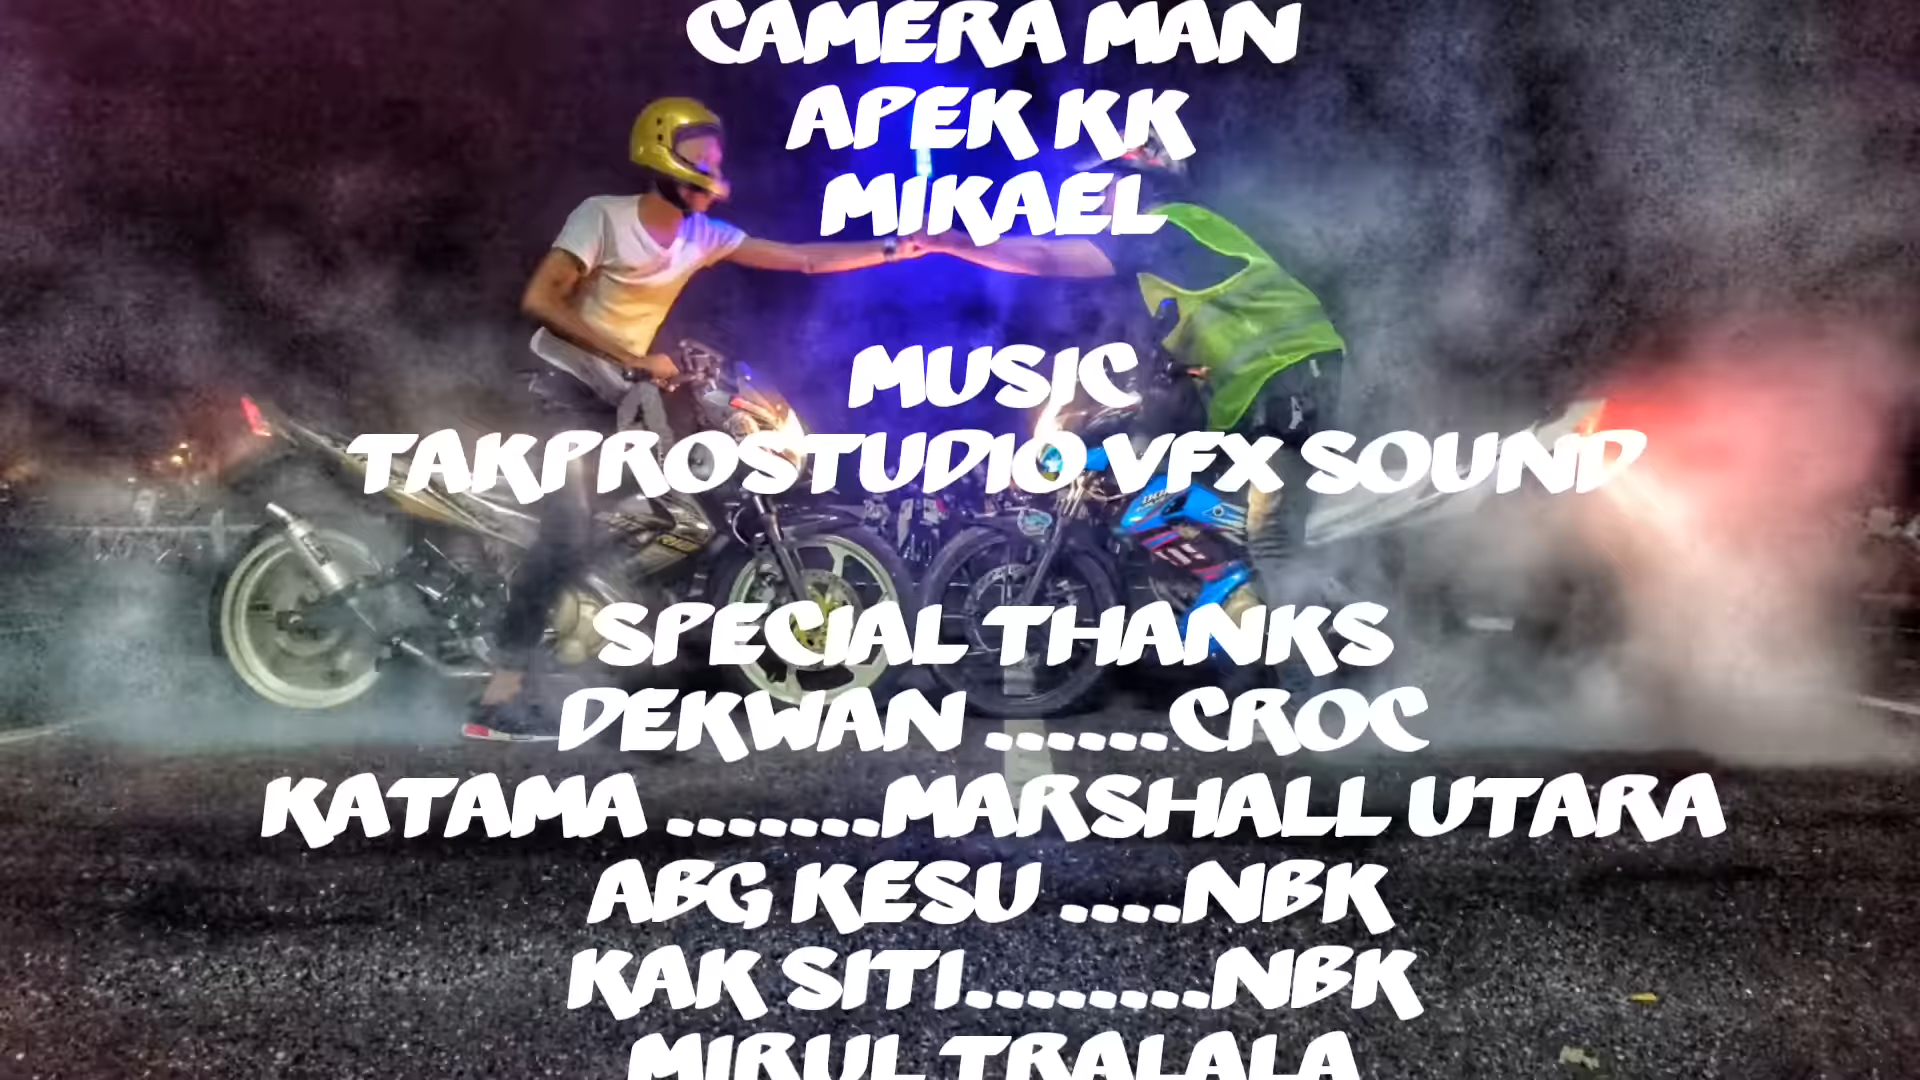 CAMERA MAN
APEK KK
MIKAEL
MUSIC
TAKPROSTUDIO VFX SOUND
SPECIAL THANKS
DEKWAN .......CROC
KATAMA ........MARSHALL UTARA
ABG KESU .....NBK
KAK SITI.........NBK
MIRUL TRALALA